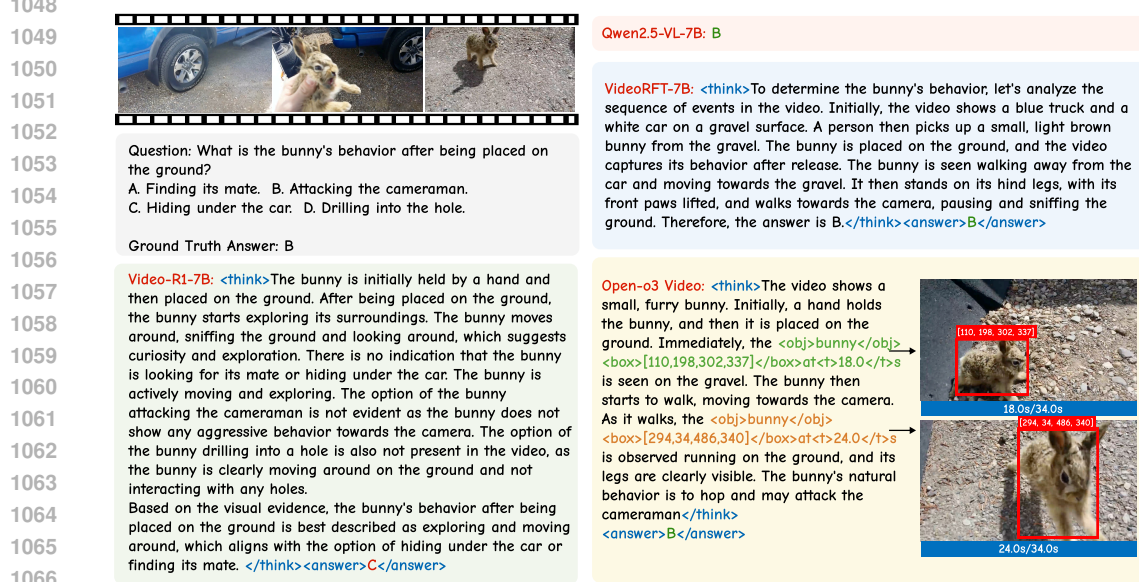 1048
1049
1050
1051
1052
1053
1054
1055
1056
1057
1058
1059
1060
1061
1062
1063
1064
1065
1066
Question: What is the bunny's behavior after being placed on
the ground?
A. Finding its mate. B. Attacking the cameraman.
C. Hiding under the car. D. Drilling into the hole.
Ground Truth Answer: B
Video-R1-7B: <think>The bunny is initially held by a hand and
then placed on the ground. After being placed on the ground,
the bunny starts exploring its surroundings. The bunny moves
around, sniffing the ground and looking around, which suggests
curiosity and exploration. There is no indication that the bunny
is looking for its mate or hiding under the car. The bunny is
actively moving and exploring. The option of the bunny
attacking the cameraman is not evident as the bunny does not
show any aggressive behavior towards the camera. The option of
the bunny drilling into a hole is also not present in the video, as
the bunny is clearly moving around on the ground and not
interacting with any holes.
Based on the visual evidence, the bunny's behavior after being
placed on the ground is best described as exploring and moving
around, which aligns with the option of hiding under the car or
finding its mate. </think><answer>C</answer>
Qwen2.5-VL-7B: B
VideoRFT-7B: <think>To determine the bunny's behavior, let's analyze the
sequence of events in the video. Initially, the video shows a blue truck and a
white car on a gravel surface. A person then picks up a small, light brown
bunny from the gravel. The bunny is placed on the ground, and the video
captures its behavior after release. The bunny is seen walking away from the
car and moving towards the gravel. It then stands on its hind legs, with its
front paws lifted, and walks towards the camera, pausing and sniffing the
ground. Therefore, the answer is B.</think><answer>B</answer>
Open-o3 Video: <think>The video shows a
small, furry bunny. Initially, a hand holds
the bunny, and then it is placed on the
ground. Immediately, the <obj>bunny</obj>
<box>[110,198,302,337]</box>at<t>18.0</t>s
is seen on the gravel. The bunny then
starts to walk, moving towards the camera.
As it walks, the <obj>bunny</obj>
<box>[294,34,486,340]</box>at<t>24.0</t>s
is observed running on the ground, and its
legs are clearly visible. The bunny's natural
behavior is to hop and may attack the
cameraman</think>
<answer>B</answer>
[110, 198, 302, 337]
18.0s/34.0s
[294, 34, 486, 340]
24.0s/34.0s